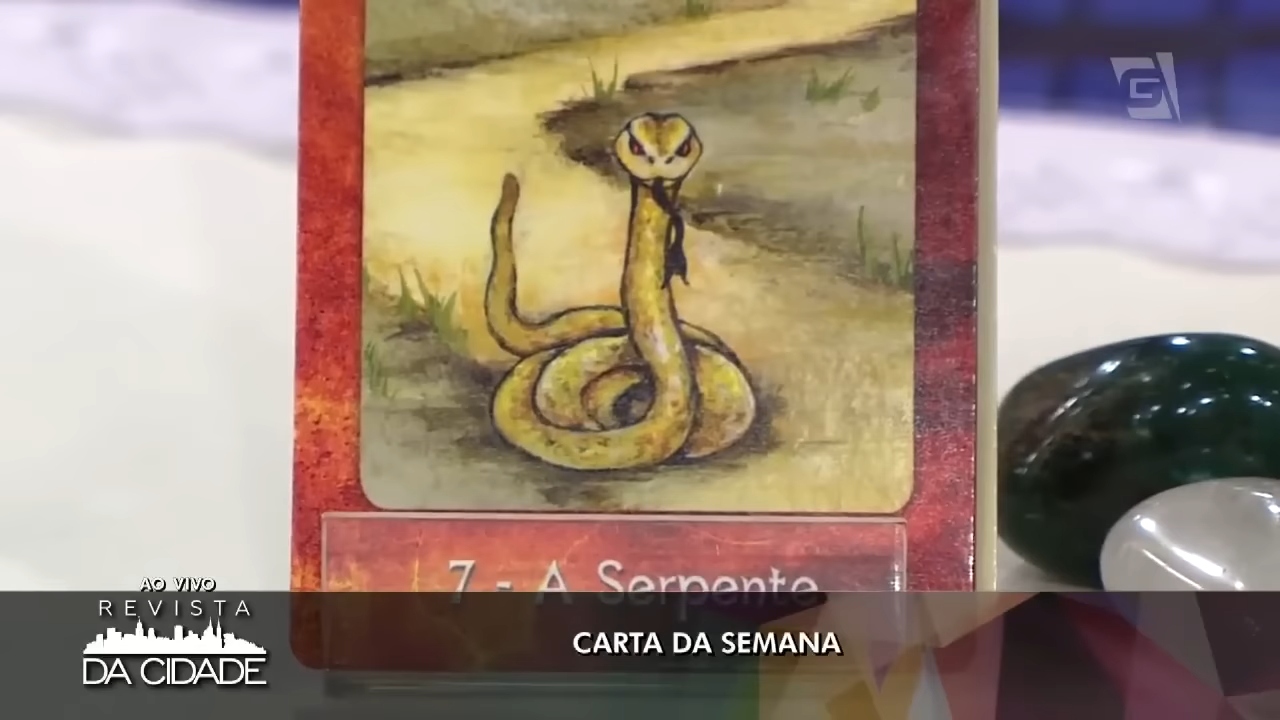 7 - A Serpente
AO VIVO
REVISTA
DA CIDADE
CARTA DA SEMANA